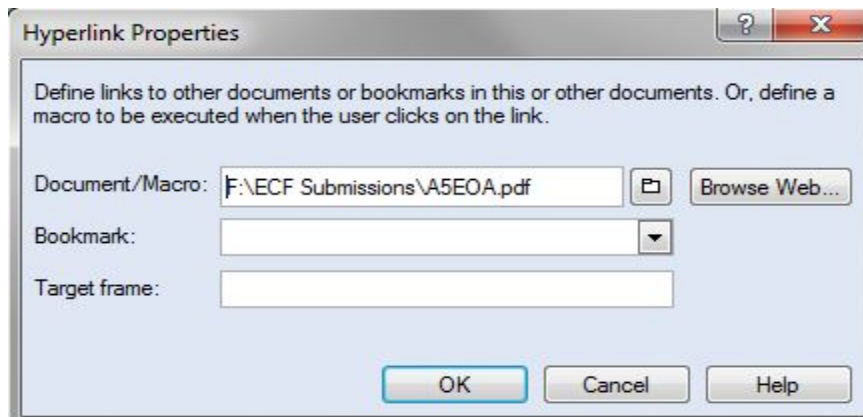 Hyperlink Properties
?
Define links to other documents or bookmarks in this or other documents. Or, define a
macro to be executed when the user clicks on the link.
Document/Macro: F:\ECF Submissions\A5EOA.pdf Browse Web...
Bookmark:
Target frame:
OK Cancel Help